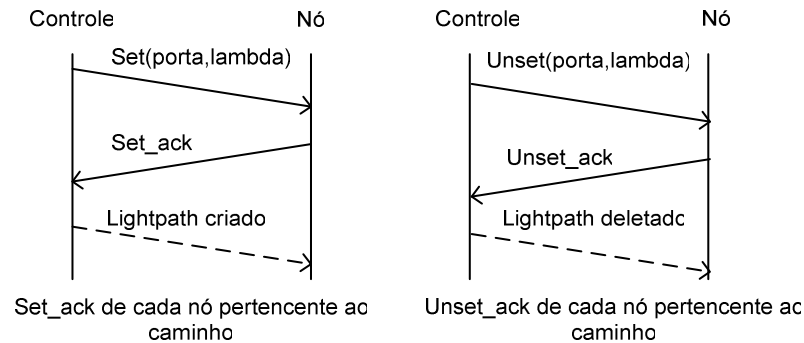 Controle
Nó
Set(porta,lambda)
Set_ack
Lightpath criado
Set_ack de cada nó pertencente ao
caminho
Controle
Nó
Unset(porta,lambda)
Unset_ack
Lightpath deletado
Unset_ack de cada nó pertencente ao
caminho